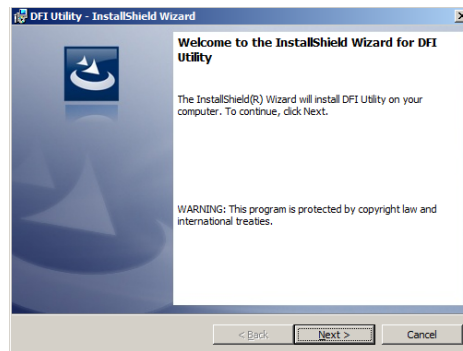 DFI Utility - InstallShield Wizard
Welcome to the InstallShield Wizard for DFI
Utility
The InstallShield(R) Wizard will install DFI Utility on your
computer. To continue, click Next.
WARNING: This program is protected by copyright law and
international treaties.
< Back
Next >
Cancel